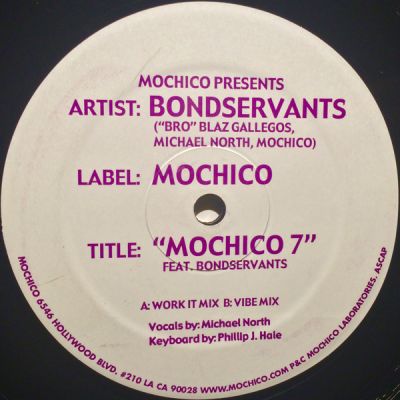 MOCHICO PRESENTS
ARTIST: BONDSERVANTS
("BRO" BLAZ GALLEGOS,
MICHAEL NORTH, MOCHICO)
LABEL: MOCHICO
TITLE: "MOCHICO 7"
FEAT. BONDSERVANTS
A: WORK IT MIX B: VIBE MIX
Vocals by: Michael North
Keyboard by: Phillip J. Hale
MOCHICO 6546 HOLLYWOOD BLVD. #210 LA CA 90028 WWW.MOCHICO.COM P&C MOCHICO LABORATORIES, ASCAP